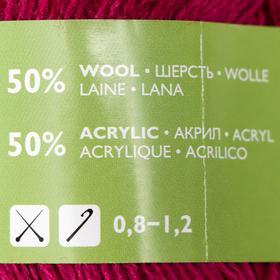 50% WOOL • ШЕРСТЬ • WOLLE
LAINE • LANA
50% ACRYLIC • АКРИЛ • ACRYL
ACRYLIQUE • ACRILICO
0,8–1,2